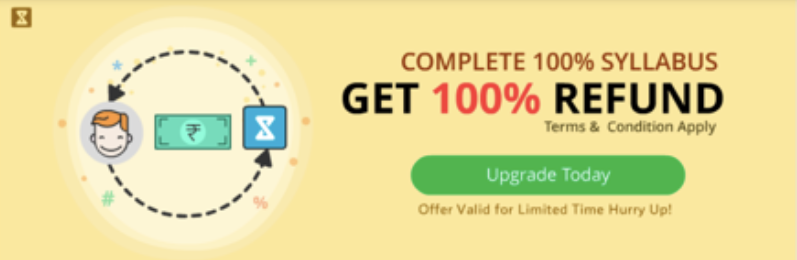 COMPLETE 100% SYLLABUS
GET 100% REFUND
Terms & Condition Apply
Upgrade Today
Offer Valid for Limited Time Hurry Up!
*
+
₹
#
%